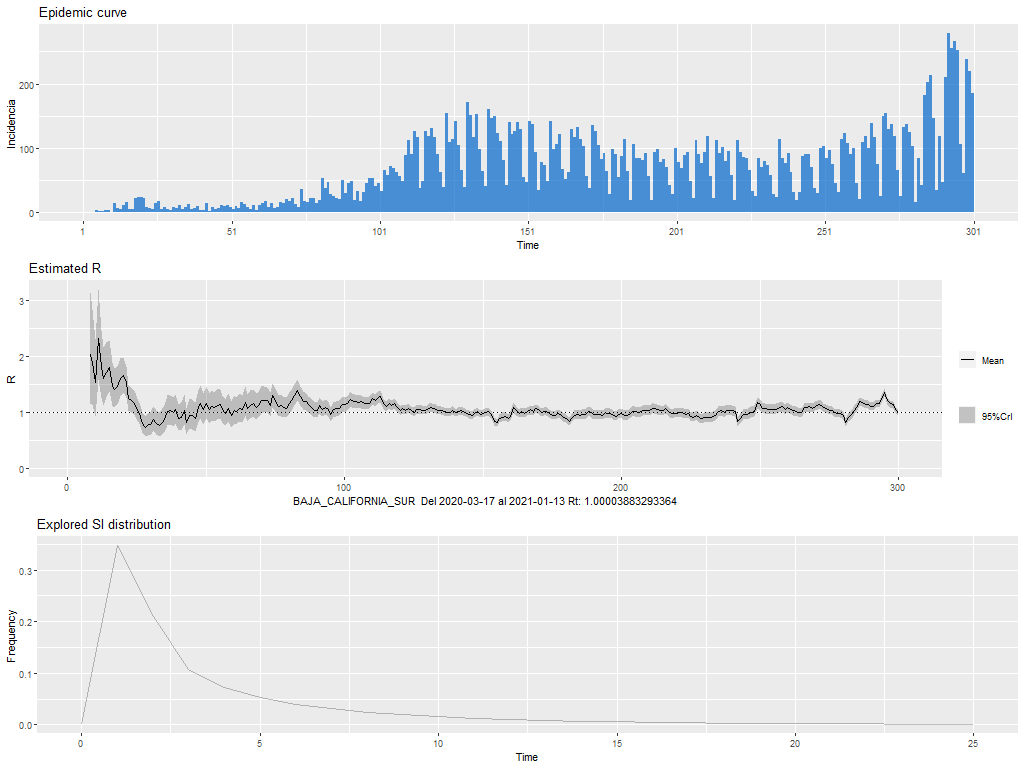 Epidemic curve
Incidencia
200
100
0
1 51 101 151 201 251 301
Time
Estimated R
R
3
2
1
0
0 100 200 300
BAJA_CALIFORNIA_SUR Del 2020-03-17 al 2021-01-13 Rt: 1.00003883293364
Mean
95%CrI
Explored SI distribution
Frequency
0.3
0.2
0.1
0.0
0 5 10 15 20 25
Time